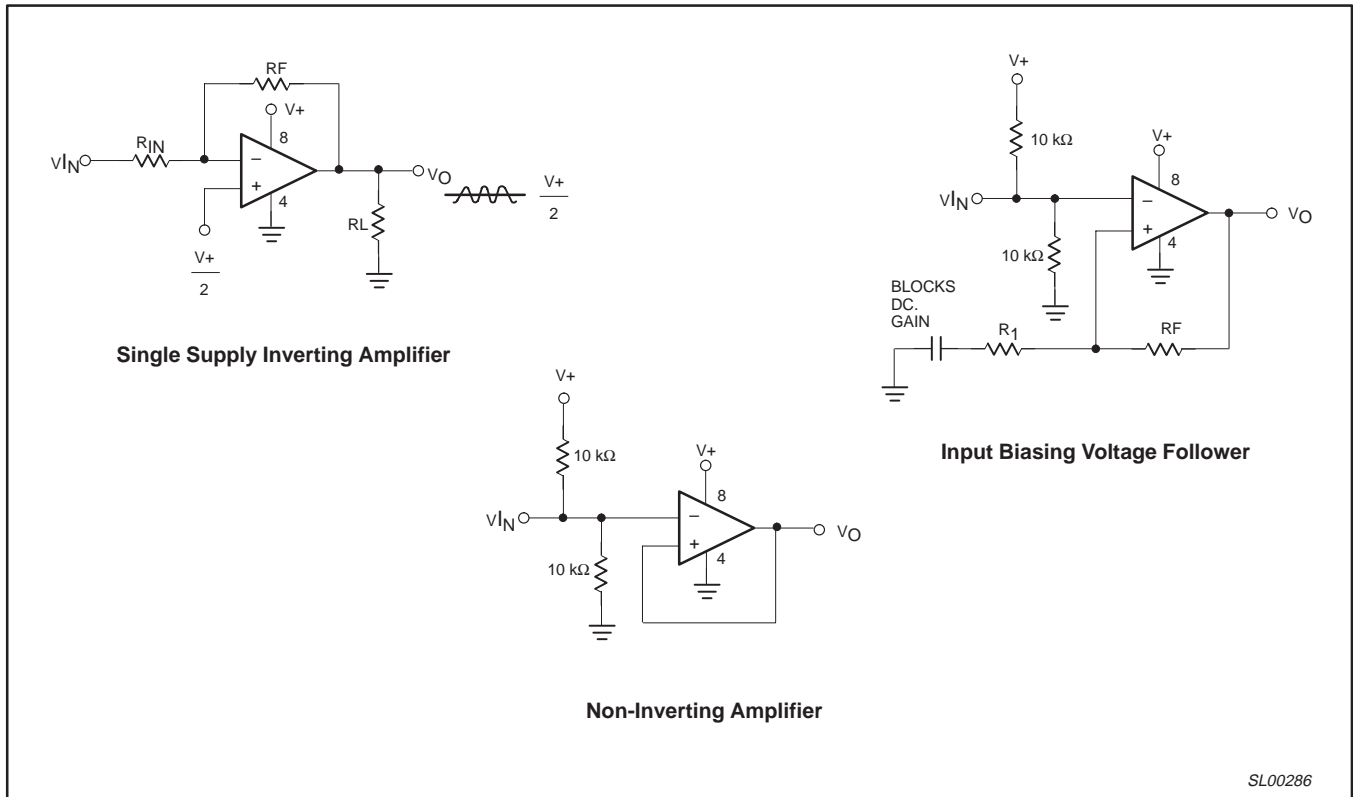 RF
V+
8
RIN
VIN
−
+
4
VO
V+
2
RL
V+
2
Single Supply Inverting Amplifier
V+
10 kΩ
V+
8
VIN
−
+
4
VO
10 kΩ
BLOCKS
DC.
GAIN
R1
RF
Input Biasing Voltage Follower
V+
10 kΩ
V+
8
VIN
−
+
4
VO
10 kΩ
Non-Inverting Amplifier
SL00286